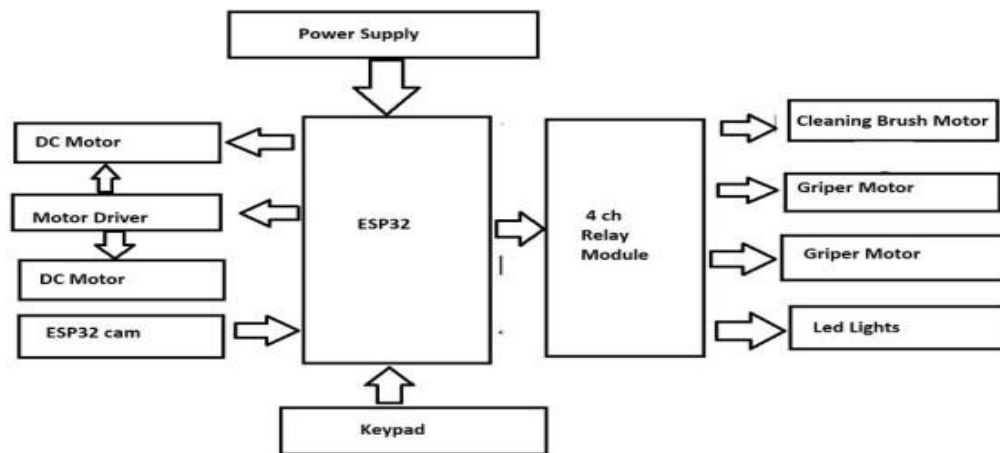 Power Supply
DC Motor
Motor Driver
DC Motor
ESP32 cam
ESP32
Keypad
4 ch
Relay
Module
Cleaning Brush Motor
Griper Motor
Griper Motor
Led Lights